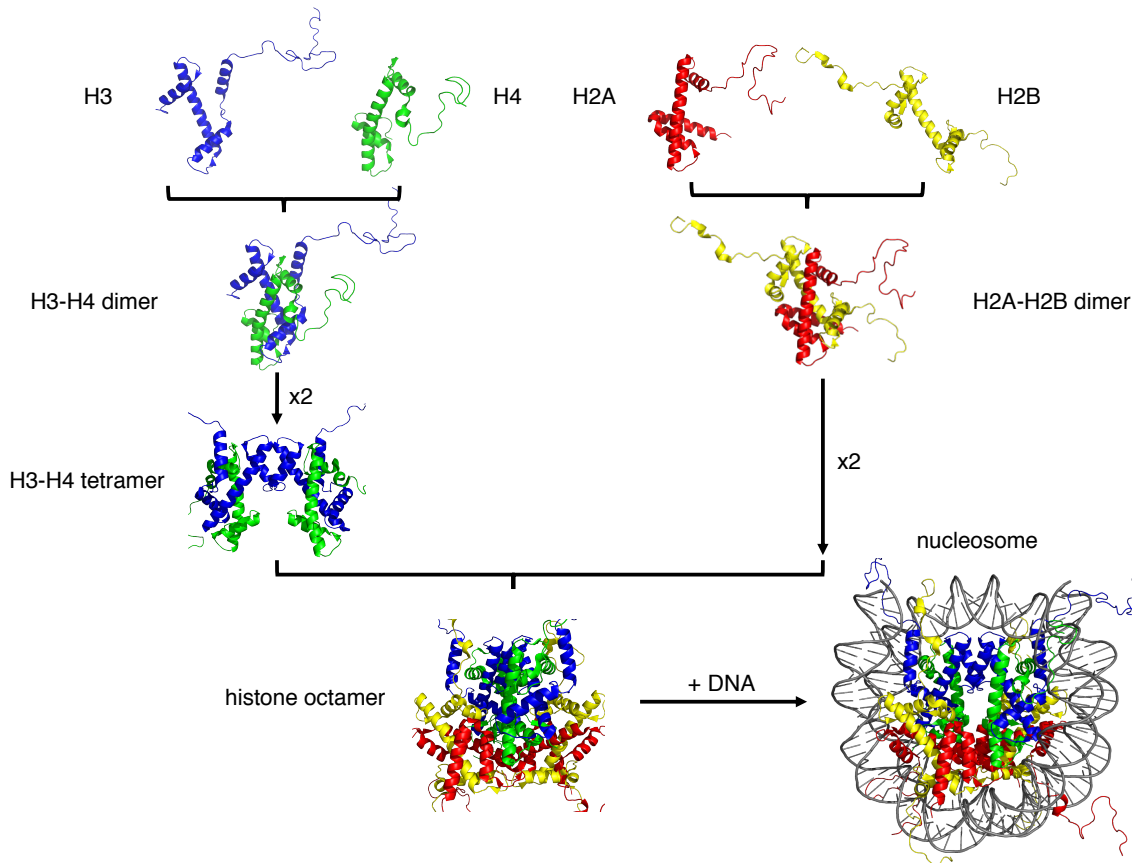 H3
H4
H2A
H2B
H3-H4 dimer
H2A-H2B dimer
x2
H3-H4 tetramer
x2
nucleosome
histone octamer
+ DNA